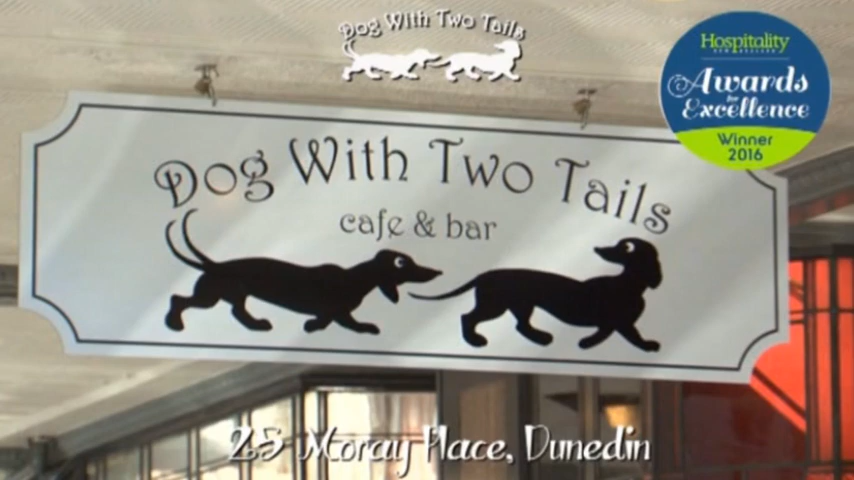 Dog With Two Tails
Hospitality
Awards
for
Excellence
Winner
2016
Dog With Two Tails
cafe & bar
25 Moray Place, Dunedin